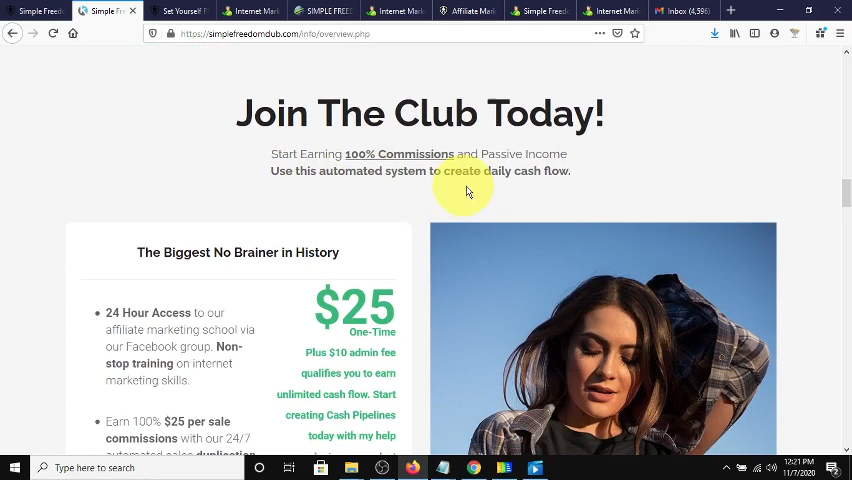 Simple Freedo
Simple Fre
Set Yourself F
Internet Mark
SIMPLE FREED
Internet Mark
Affiliate Mark
Simple Freedo
Internet Mark
Inbox (4,596)
https://simplefreedomclub.com/info/overview.php
Join The Club Today!
Start Earning 100% Commissions and Passive Income
Use this automated system to create daily cash flow.
The Biggest No Brainer in History
24 Hour Access to our
affiliate marketing school via
our Facebook group. Non-
stop training on internet
marketing skills.
Earn 100% $25 per sale
commissions with our 24/7
$25
One-Time
Plus $10 admin fee
qualifies you to earn
unlimited cash flow. Start
creating Cash Pipelines
today with my help
Type here to search
12:21 PM
11/7/2020
2